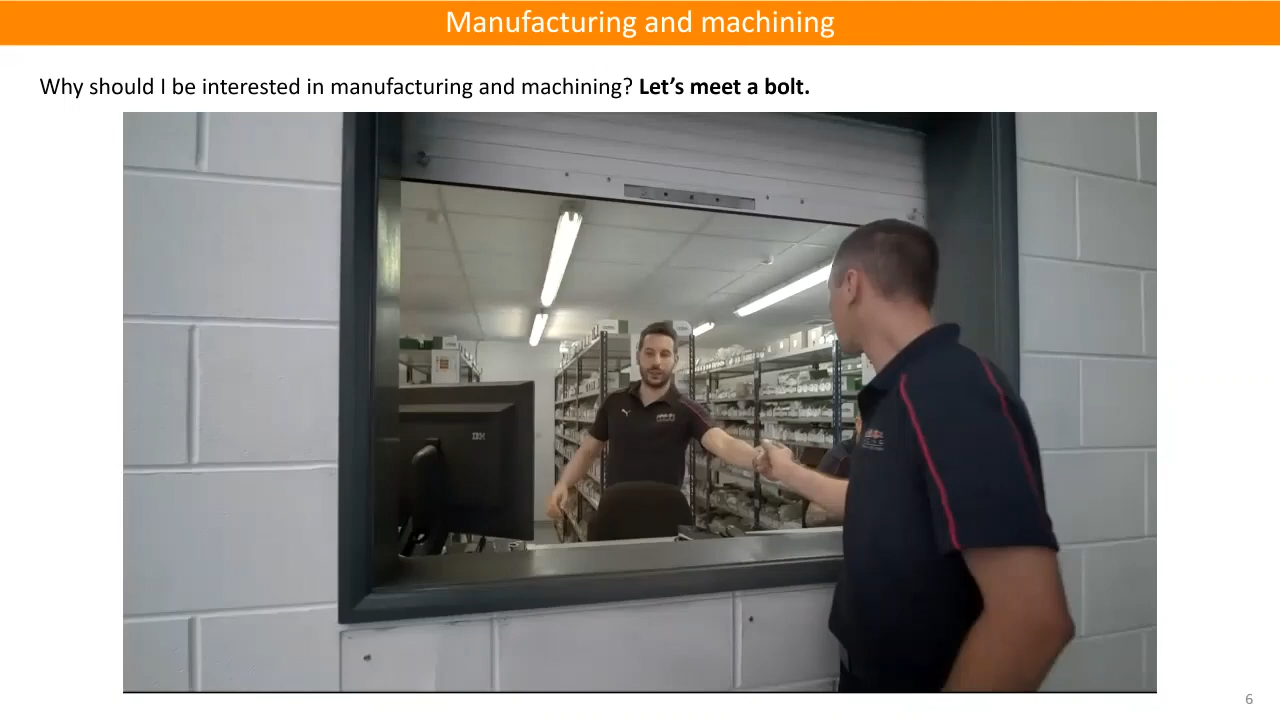 Manufacturing and machining
Why should I be interested in manufacturing and machining? Let's meet a bolt.
IBM
6